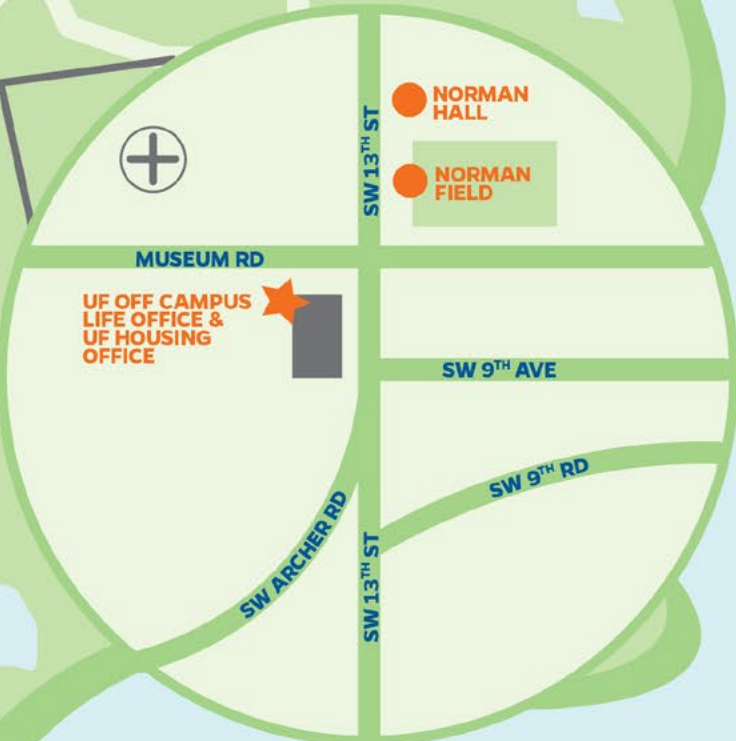 NORMAN
HALL
SW 13TH ST
NORMAN
FIELD
MUSEUM RD
UF OFF CAMPUS
LIFE OFFICE &
UF HOUSING
OFFICE
SW 9TH AVE
SW 9TH RD
SW ARCHER RD
SW 13TH ST